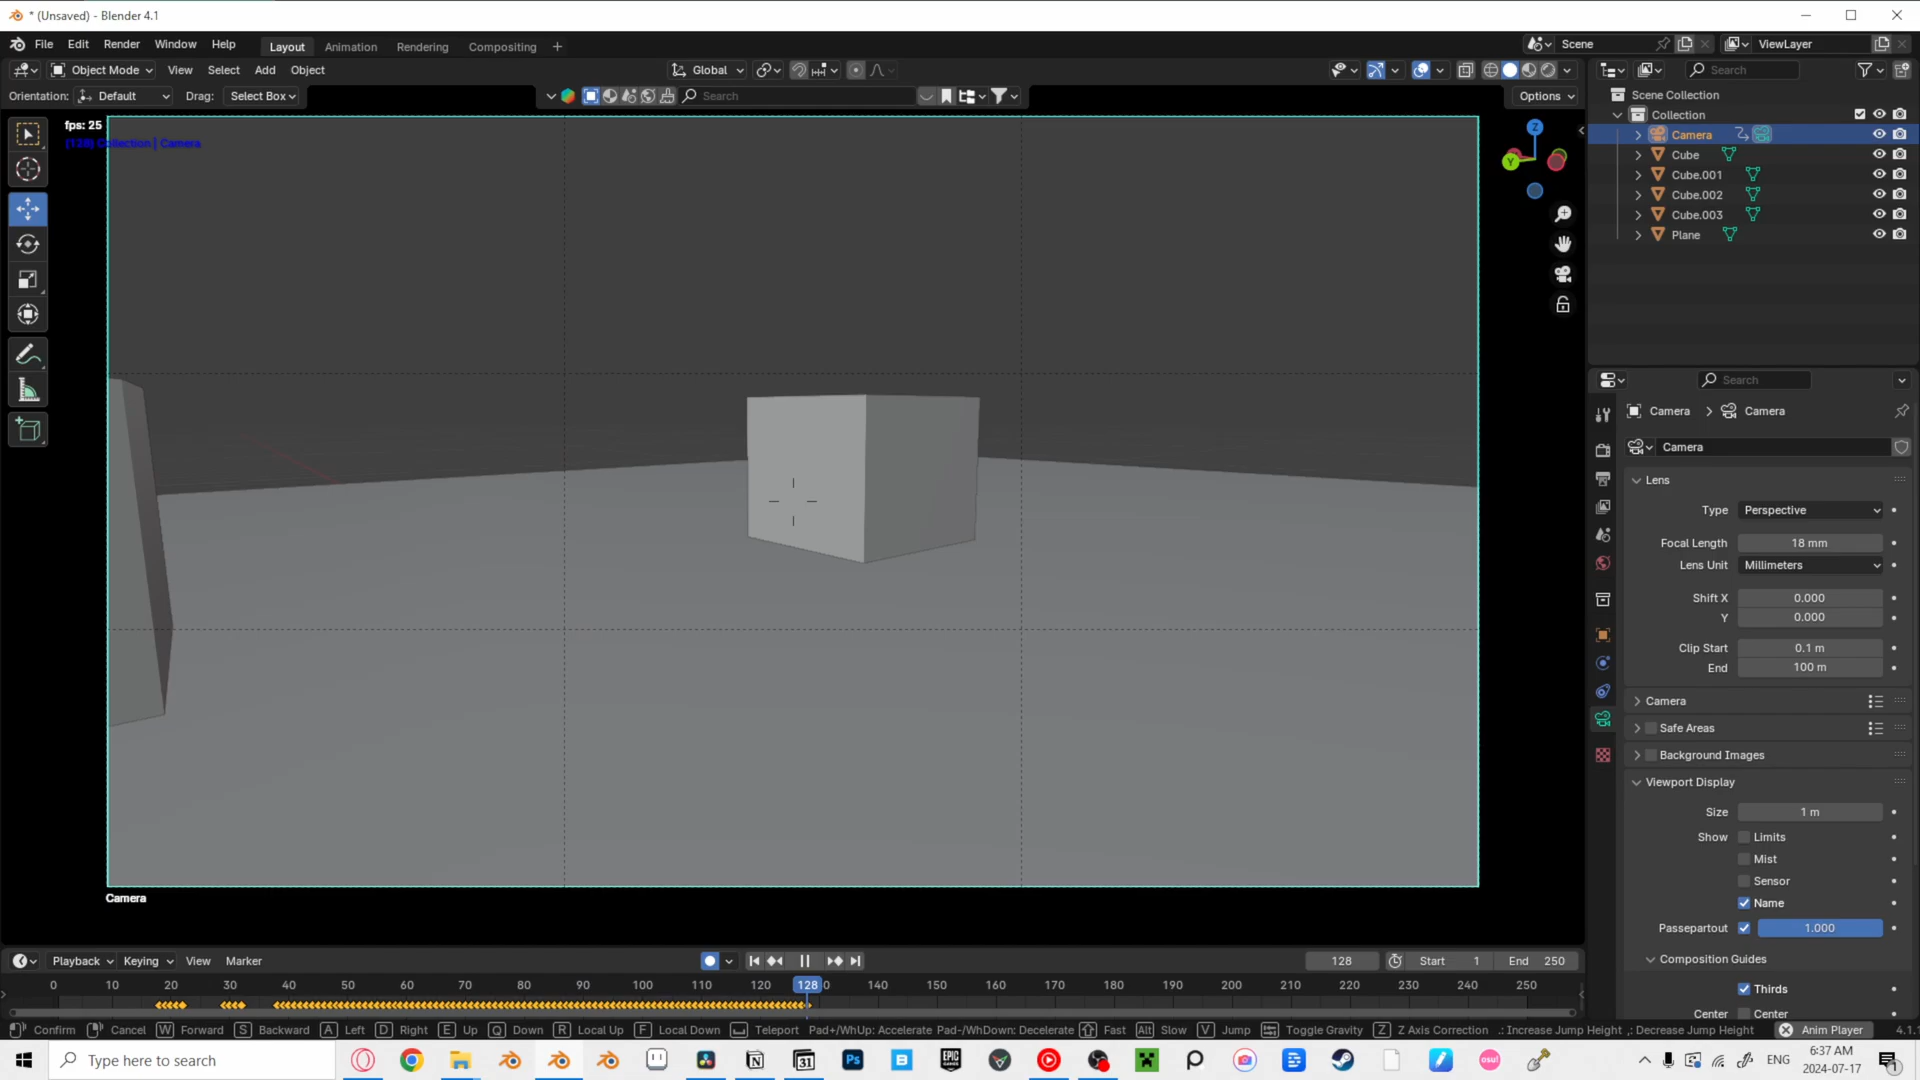 * (Unsaved) - Blender 4.1
File Edit Render Window Help Layout Animation Rendering Compositing + Scene ViewLayer
Object Mode View Select Add Object Global Search
Orientation: Default Drag: Select Box Search Options
Scene Collection
Collection
Camera
Cube
Cube.001
Cube.002
Cube.003
Plane
fps: 25
(128) Collection | Camera
Z
Y
Camera
Search
Camera > Camera
Camera
Lens
Type Perspective
Focal Length 18 mm
Lens Unit Millimeters
Shift X 0.000
Y 0.000
Clip Start 0.1 m
End 100 m
Camera
Safe Areas
Background Images
Viewport Display
Size 1 m
Show Limits
Mist
Sensor
Name
Passepartout 1.000
Composition Guides
Thirds
Center Center
Playback Keying View Marker 128 Start 1 End 250
0 10 20 30 40 50 60 70 80 90 100 110 120 128 0 140 150 160 170 180 190 200 210 220 230 240 250
Confirm Cancel W Forward S Backward A Left D Right E Up Q Down R Local Up F Local Down Teleport Pad+/WhUp: Accelerate Pad-/WhDown: Decelerate Fast Alt Slow V Jump Toggle Gravity Z Z Axis Correction .: Increase Jump Height ,: Decrease Jump Height Anim Player 4.1.
Type here to search 31 Ps B osu! ENG 6:37 AM
2024-07-17 1